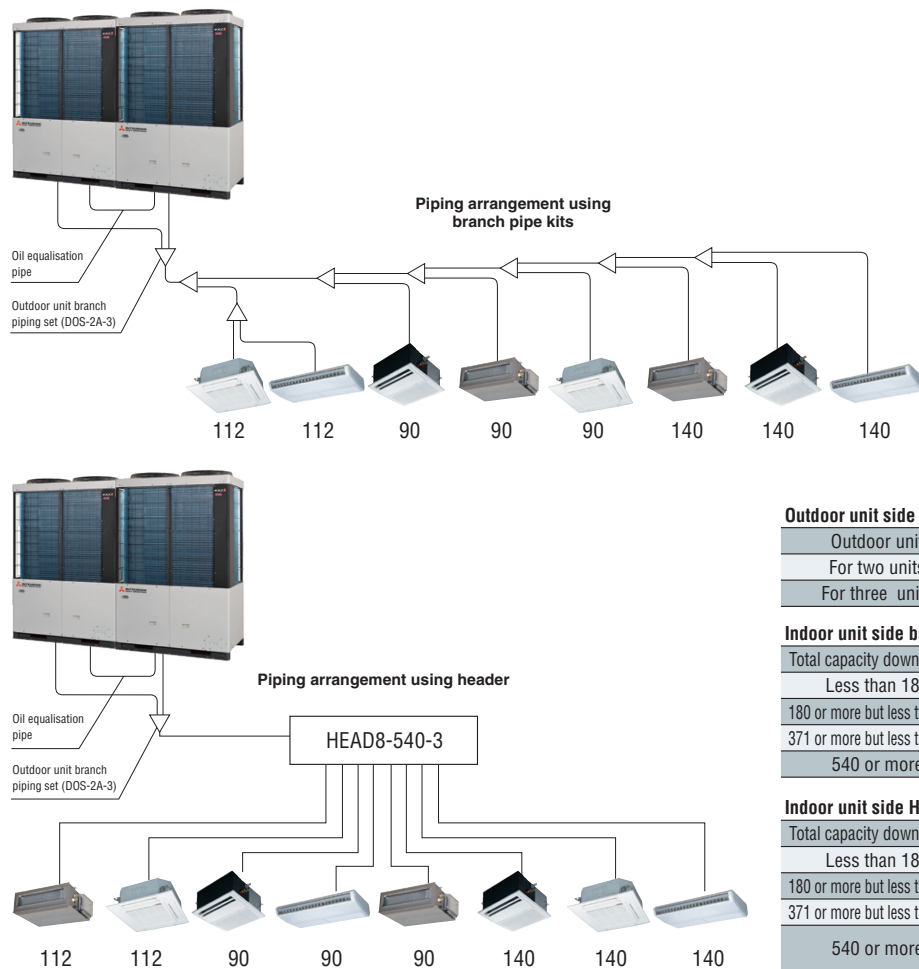 Piping arrangement using
branch pipe kits
Oil equalisation
pipe
Outdoor unit branch
piping set (DOS-2A-3)
112 112 90 90 90 140 140 140
Piping arrangement using header
HEAD8-540-3
Oil equalisation
pipe
Outdoor unit branch
piping set (DOS-2A-3)
112 112 90 90 90 140 140 140
Outdoor unit side
Outdoor uni
For two units
For three uni
Indoor unit side b
Total capacity down
Less than 18
180 or more but less t
371 or more but less t
540 or more
Indoor unit side H
Total capacity down
Less than 18
180 or more but less t
371 or more but less t
540 or more